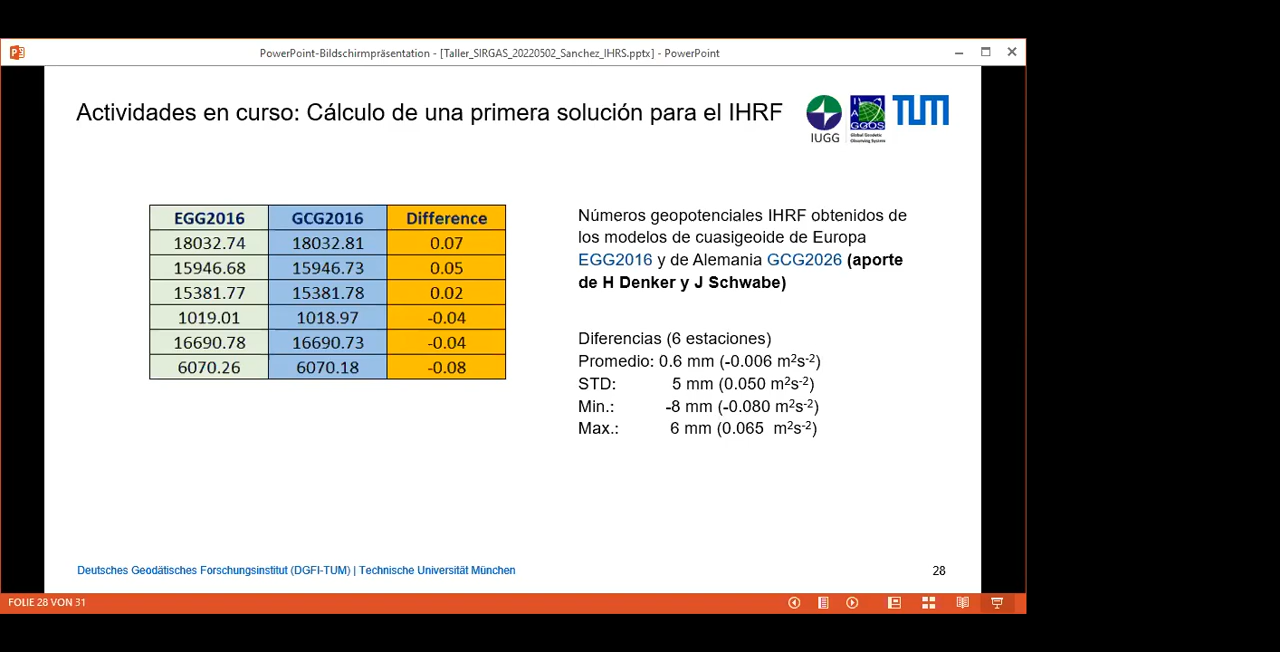 PowerPoint-Bildschirmpräsentation - [Taller_SIRGAS_20220502_Sanchez_IHRS.pptx] - PowerPoint
Actividades en curso: Cálculo de una primera solución para el IHRF
IUGG
IAG
GGOS
Global Geodetic
Observing System
TUM
EGG2016 GCG2016 Difference
18032.74 18032.81 0.07
15946.68 15946.73 0.05
15381.77 15381.78 0.02
1019.01 1018.97 -0.04
16690.78 16690.73 -0.04
6070.26 6070.18 -0.08
Números geopotenciales IHRF obtenidos de
los modelos de cuasigeoide de Europa
EGG2016 y de Alemania GCG2026 (aporte
de H Denker y J Schwabe)
Diferencias (6 estaciones)
Promedio: 0.6 mm (-0.006 m²s⁻²)
STD: 5 mm (0.050 m²s⁻²)
Min.: -8 mm (-0.080 m²s⁻²)
Max.: 6 mm (0.065 m²s⁻²)
Deutsches Geodätisches Forschungsinstitut (DGFI-TUM) | Technische Universität München
28
FOLIE 28 VON 31